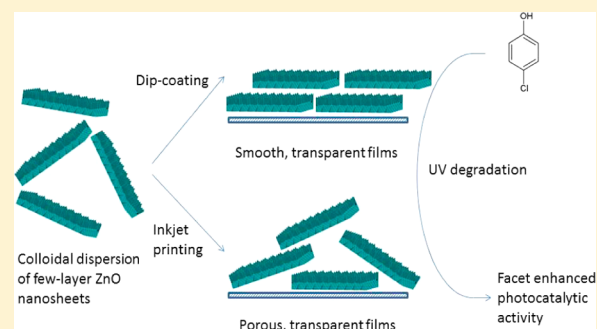 OH
Cl
Dip-coating
Smooth, transparent films
UV degradation
Inkjet
printing
Colloidal dispersion
of few-layer ZnO
nanosheets
Facet enhanced
photocatalytic
activity
Porous, transparent films